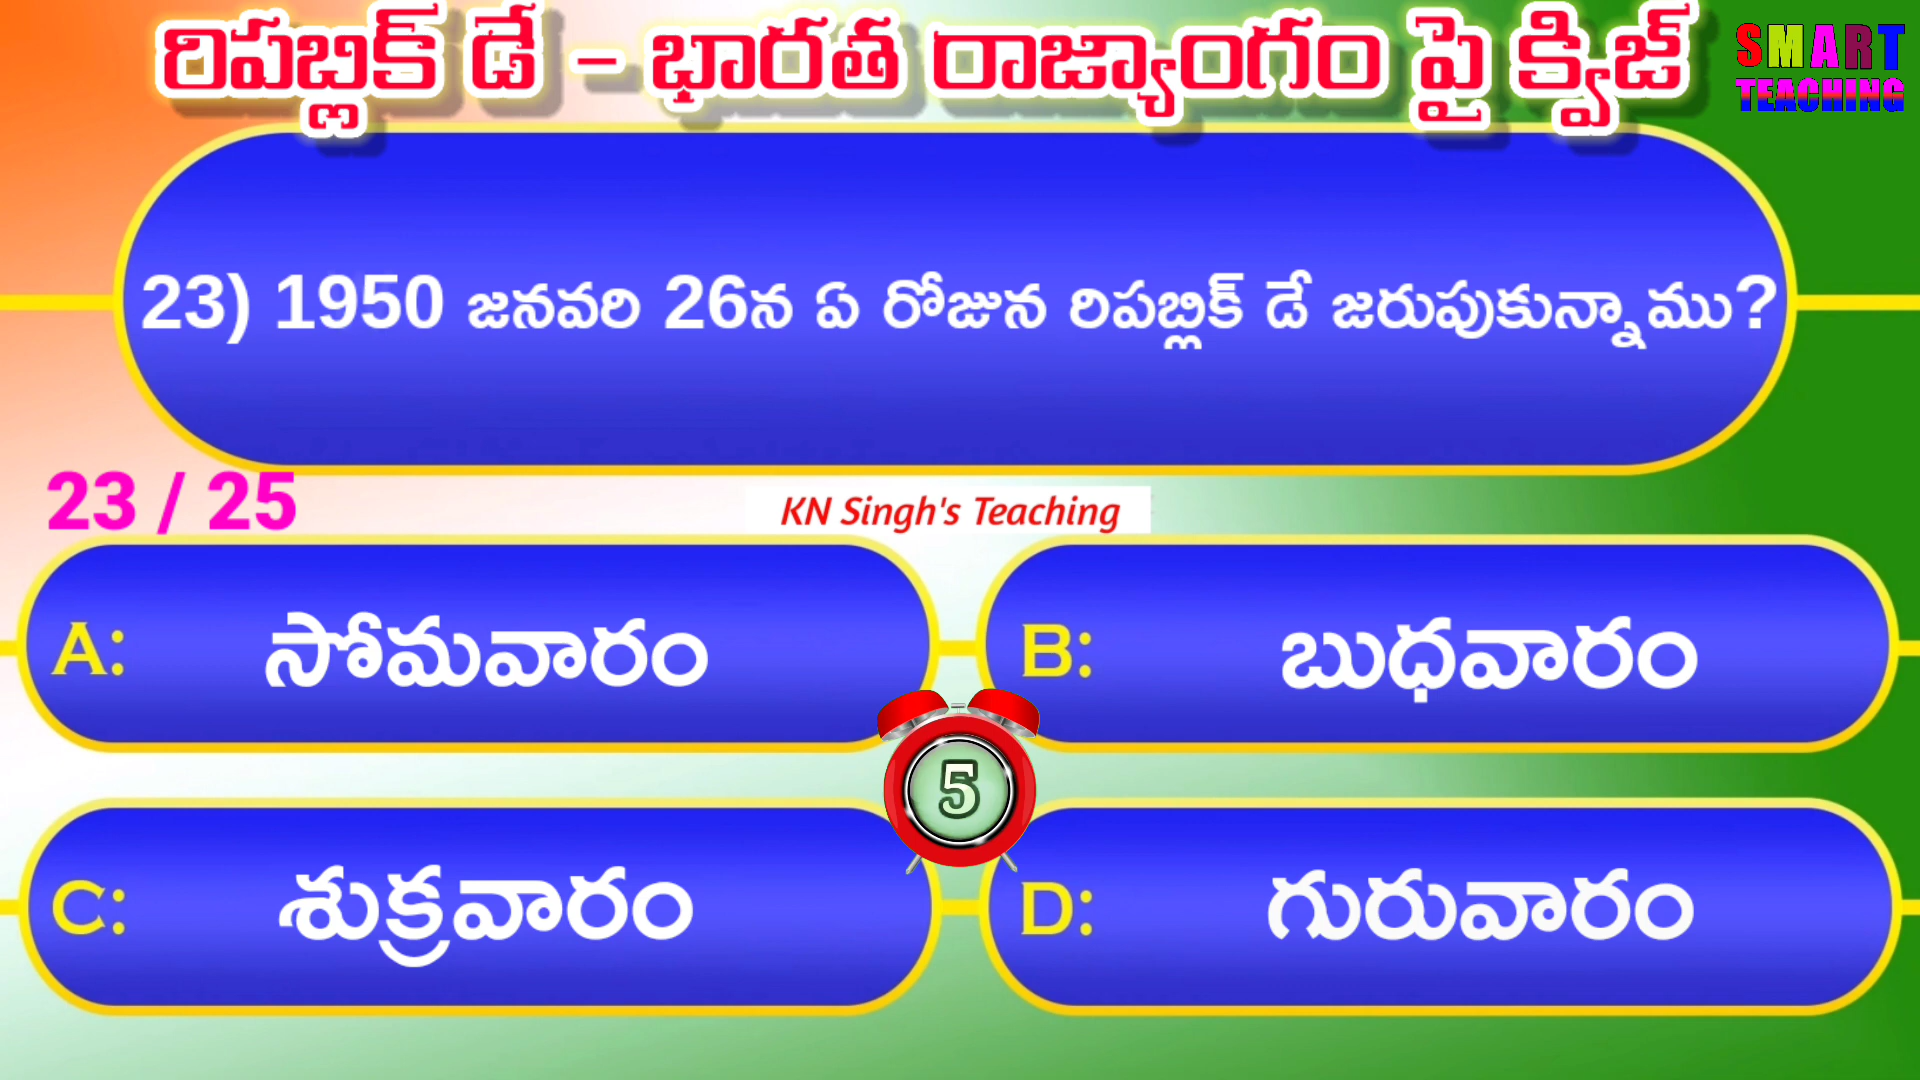 రిపబ్లిక్ డే – భారత రాజ్యాంగం పై క్విజ్
SMART
TEACHING
23) 1950 జనవరి 26న ఏ రోజున రిపబ్లిక్ డే జరుపుకున్నాము?
23 / 25
KN Singh's Teaching
A: సోమవారం
B: బుధవారం
5
C: శుక్రవారం
D: గురువారం